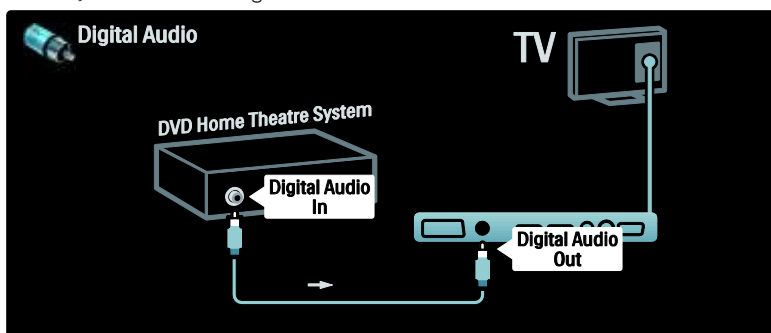 Digital Audio
TV
DVD Home Theatre System
Digital Audio
In
Digital Audio
Out